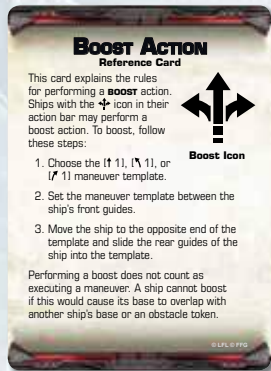 BOOST ACTION
Reference Card
This card explains the rules
for performing a BOOST action.
Ships with the icon in their
action bar may perform a
boost action. To boost, follow
these steps:
Boost Icon
1. Choose the [⬆ 1], [↖ 1], or
[↗ 1] maneuver template.
2. Set the maneuver template between the
ship's front guides.
3. Move the ship to the opposite end of the
template and slide the rear guides of the
ship into the template.
Performing a boost does not count as
executing a maneuver. A ship cannot boost
if this would cause its base to overlap with
another ship's base or an obstacle token.
© LFL © FFG